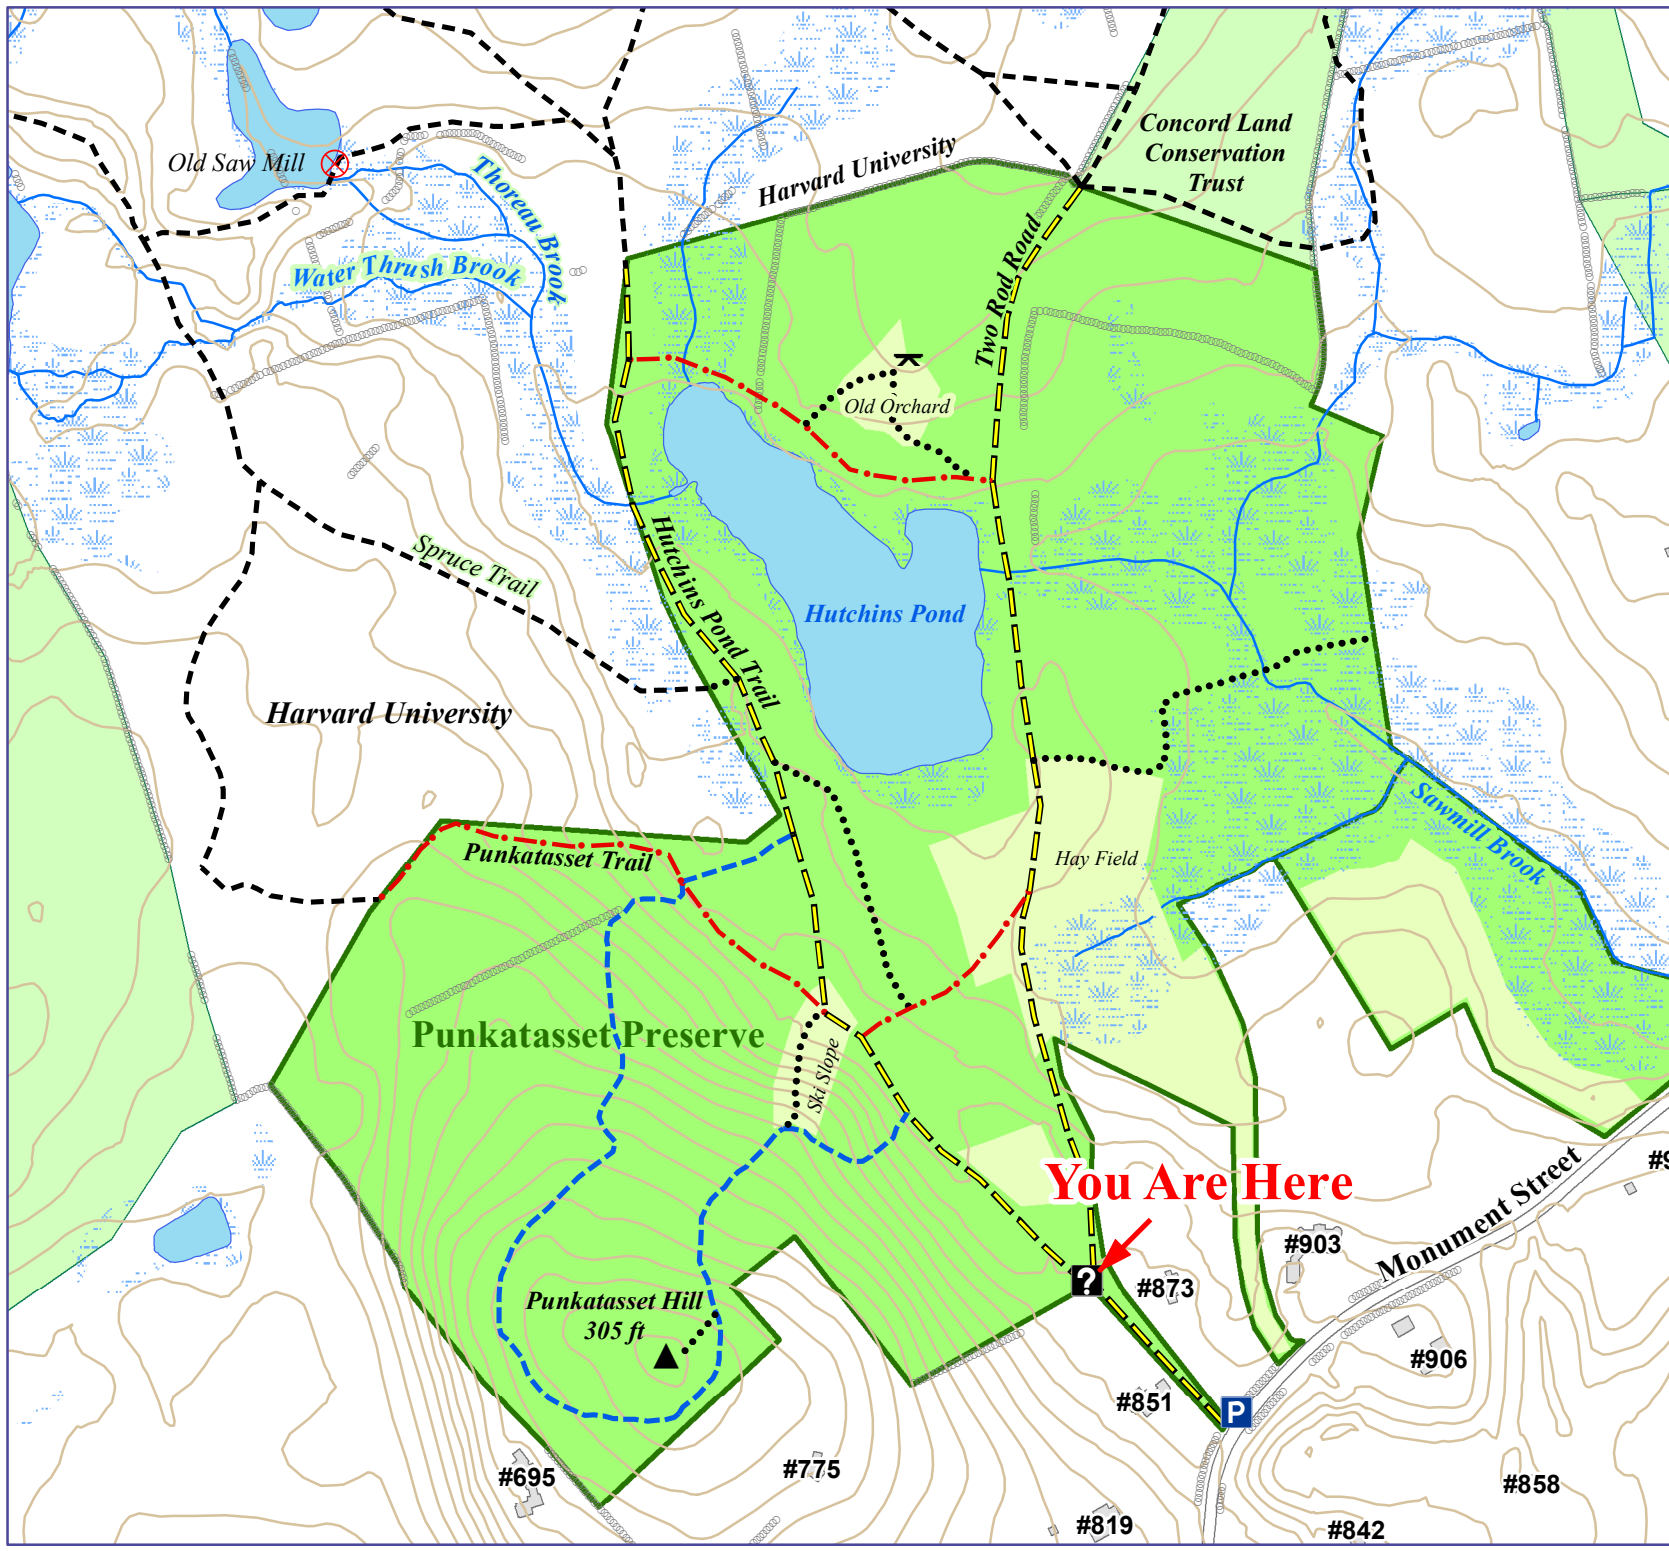 Concord Land
Conservation
Trust
Harvard University
Old Saw Mill
Thoreau Brook
Water Thrush Brook
Two Rod Road
Old Orchard
Hutchins Pond Trail
Spruce Trail
Hutchins Pond
Harvard University
Sawmill Brook
Punkatasset Trail
Hay Field
Punkatasset Preserve
Ski Slope
You Are Here
Monument Street
#903
?
#873
Punkatasset Hill
305 ft
#906
#851
P
#695
#775
#858
#819
#842